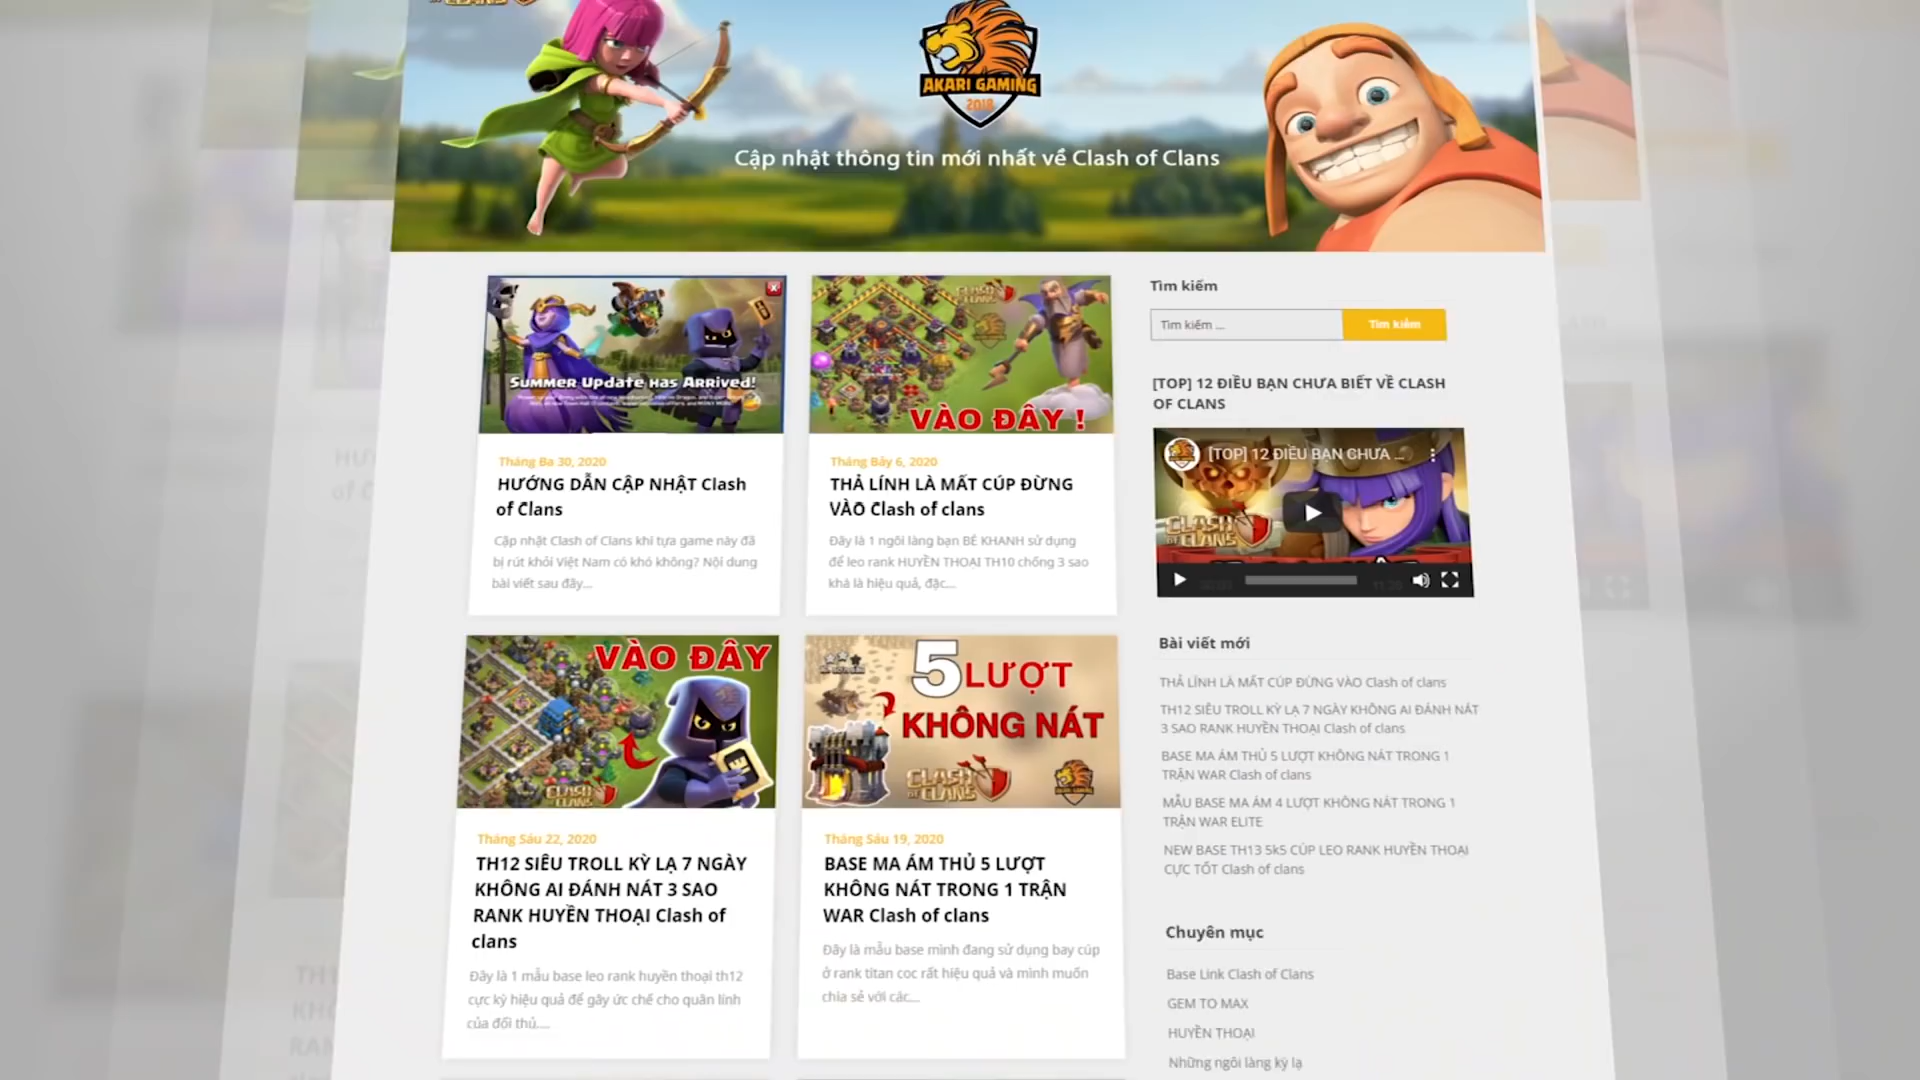 AKARI GAMING
2018
Cập nhật thông tin mới nhất về Clash of Clans
Summer Update has Arrived!
Tháng Ba 30, 2020
HƯỚNG DẪN CẬP NHẬT Clash
of Clans
Cập nhật Clash of Clans khi tựa game này đã
bị rút khỏi Việt Nam có khó không? Nội dung
bài viết sau đây...
VÀO ĐÂY !
Tháng Bảy 6, 2020
THẢ LÍNH LÀ MẤT CÚP ĐỪNG
VÀO Clash of clans
Đây là 1 ngôi làng bạn BÉ KHANH sử dụng
để leo rank HUYỀN THOẠI TH10 chống 3 sao
khá là hiệu quả, đặc...
VÀO ĐÂY
CLASH OF CLANS
Tháng Sáu 22, 2020
TH12 SIÊU TROLL KỲ LẠ 7 NGÀY
KHÔNG AI ĐÁNH NÁT 3 SAO
RANK HUYỀN THOẠI Clash of
clans
Đây là 1 mẫu base leo rank huyền thoại th12
cực kỳ hiệu quả để gây ức chế cho quân lính
của đối thủ....
5 LƯỢT
KHÔNG NÁT
CLASH OF CLANS
Tháng Sáu 19, 2020
BASE MA ÁM THỦ 5 LƯỢT
KHÔNG NÁT TRONG 1 TRẬN
WAR Clash of clans
Đây là mẫu base mình đang sử dụng bay cúp
ở rank titan coc rất hiệu quả và mình muốn
chia sẻ với các....
Tìm kiếm
Tìm kiếm ...
Tìm kiếm
[TOP] 12 ĐIỀU BẠN CHƯA BIẾT VỀ CLASH
OF CLANS
[TOP] 12 ĐIỀU BẠN CHƯA ...
CLASH OF CLANS
Bài viết mới
THẢ LÍNH LÀ MẤT CÚP ĐỪNG VÀO Clash of clans
TH12 SIÊU TROLL KỲ LẠ 7 NGÀY KHÔNG AI ĐÁNH NÁT
3 SAO RANK HUYỀN THOẠI Clash of clans
BASE MA ÁM THỦ 5 LƯỢT KHÔNG NÁT TRONG 1
TRẬN WAR Clash of clans
MẪU BASE MA ÁM 4 LƯỢT KHÔNG NÁT TRONG 1
TRẬN WAR ELITE
NEW BASE TH13 5k5 CÚP LEO RANK HUYỀN THOẠI
CỰC TỐT Clash of clans
Chuyên mục
Base Link Clash of Clans
GEM TO MAX
HUYỀN THOẠI
Những ngôi làng kỳ lạ